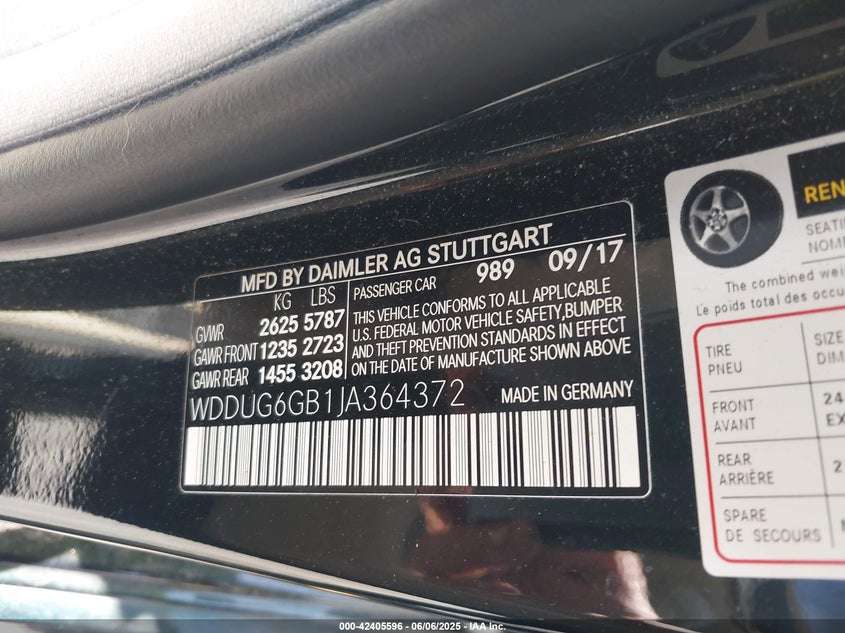 MFD BY DAIMLER AG STUTTGART
KG LBS
GVWR 2625 5787
GAWR FRONT 1235 2723
GAWR REAR 1455 3208
PASSENGER CAR 989 09/17
THIS VEHICLE CONFORMS TO ALL APPLICABLE
U.S. FEDERAL MOTOR VEHICLE SAFETY, BUMPER
AND THEFT PREVENTION STANDARDS IN EFFECT
ON THE DATE OF MANUFACTURE SHOWN ABOVE
WDDUG6GB1JA364372 MADE IN GERMANY
The combined
Le poids total des
TIRE
PNEU
FRONT
AVANT
REAR
ARRIÈRE
SPARE
DE SECOURS
000-42405596 - 06/06/2025 - IAA Inc.